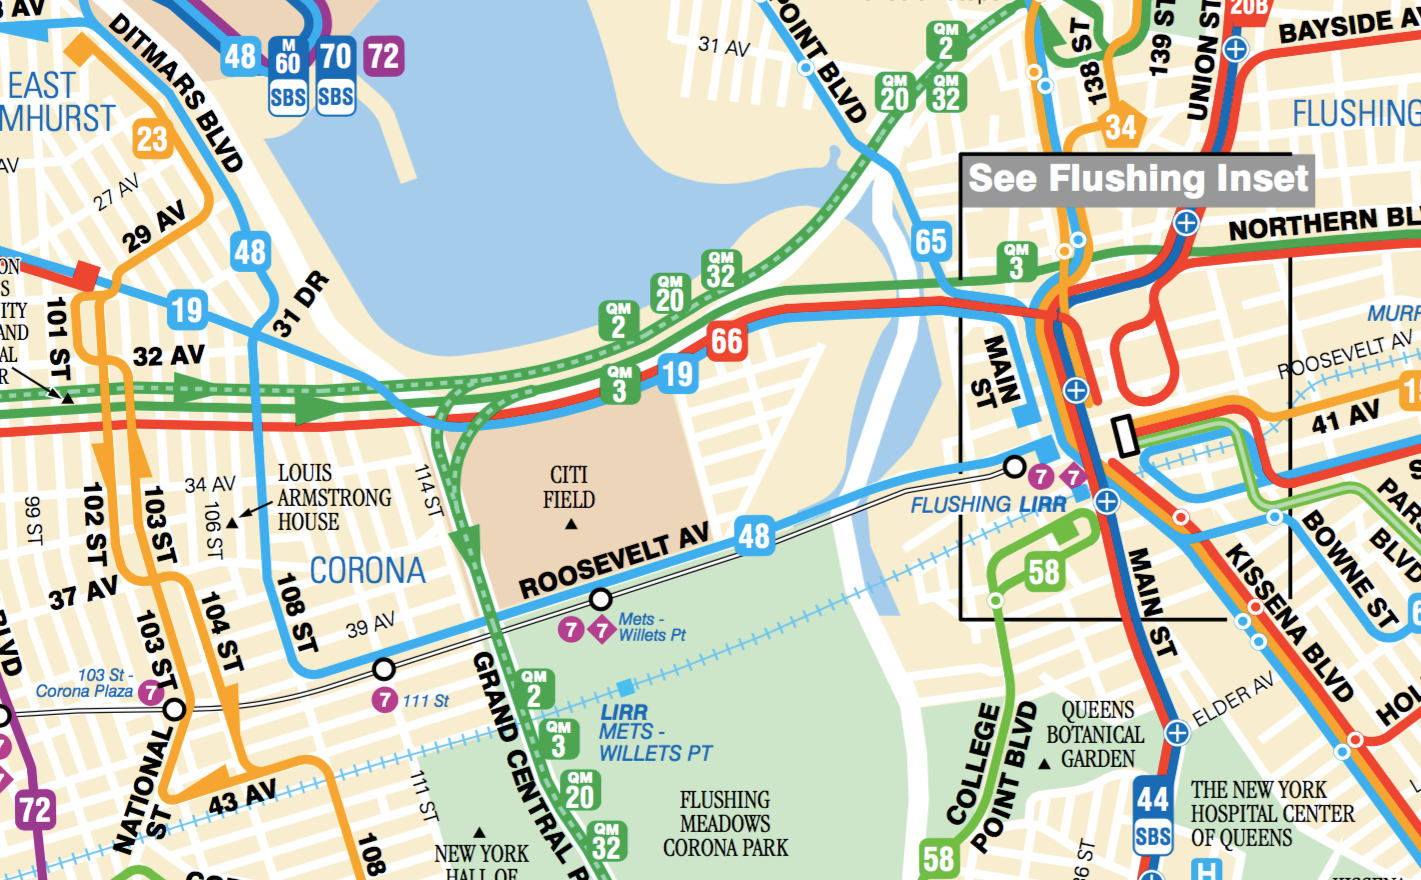 AV
DITMARS BLVD
48
M
60
SBS
70
SBS
72
31 AV
POINT BLVD
QM
2
QM
20
QM
32
138 ST
139 ST
UNION ST
20B
BAYSIDE AV
EAST
MHURST
23
34
FLUSHING
AV
27 AV
29 AV
See Flushing Inset
48
65
QM
3
NORTHERN BL
ON
S
ITY
AND
AL
R
101 ST
19
31 DR
QM
32
QM
20
QM
2
66
32 AV
19
QM
3
MAIN
ST
MURR
ROOSEVELT AV
41 AV
99 ST
102 ST
103 ST
34 AV
106 ST
LOUIS
ARMSTRONG
HOUSE
114 ST
CITI
FIELD
7
7
FLUSHING LIRR
PAR
BLVD
CORONA
ROOSEVELT AV
48
58
37 AV
108 ST
39 AV
7
7
Mets -
Willets Pt
MAIN ST
KISSENA BLVD
BOWNE ST
BLVD
103 ST
104 ST
103 St -
Corona Plaza
7
7
111 St
GRAND CENTRAL P
QM
2
QM
3
QM
20
QM
32
LIRR
METS -
WILLETS PT
COLLEGE
POINT BLVD
QUEENS
BOTANICAL
GARDEN
ELDER AV
HOL
72
NATIONAL
ST
43 AV
111 ST
108
FLUSHING
MEADOWS
CORONA PARK
44
SBS
THE NEW YORK
HOSPITAL CENTER
OF QUEENS
NEW YORK
HALL OF
58
H